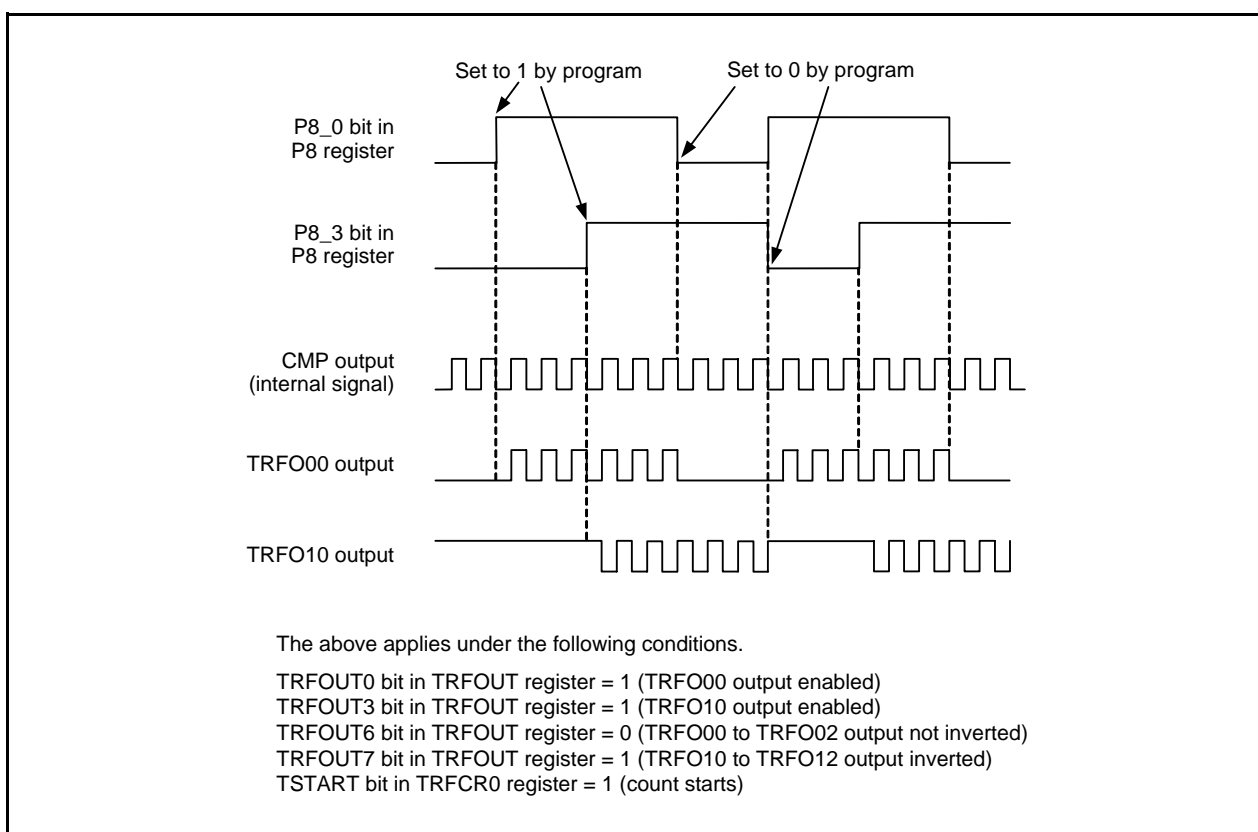 Set to 1 by program
Set to 0 by program
P8_0 bit in
P8 register
P8_3 bit in
P8 register
CMP output
(internal signal)
TRFO00 output
TRFO10 output
The above applies under the following conditions.
TRFOUT0 bit in TRFOUT register = 1 (TRFO00 output enabled)
TRFOUT3 bit in TRFOUT register = 1 (TRFO10 output enabled)
TRFOUT6 bit in TRFOUT register = 0 (TRFO00 to TRFO02 output not inverted)
TRFOUT7 bit in TRFOUT register = 1 (TRFO10 to TRFO12 output inverted)
TSTART bit in TRFCR0 register = 1 (count starts)